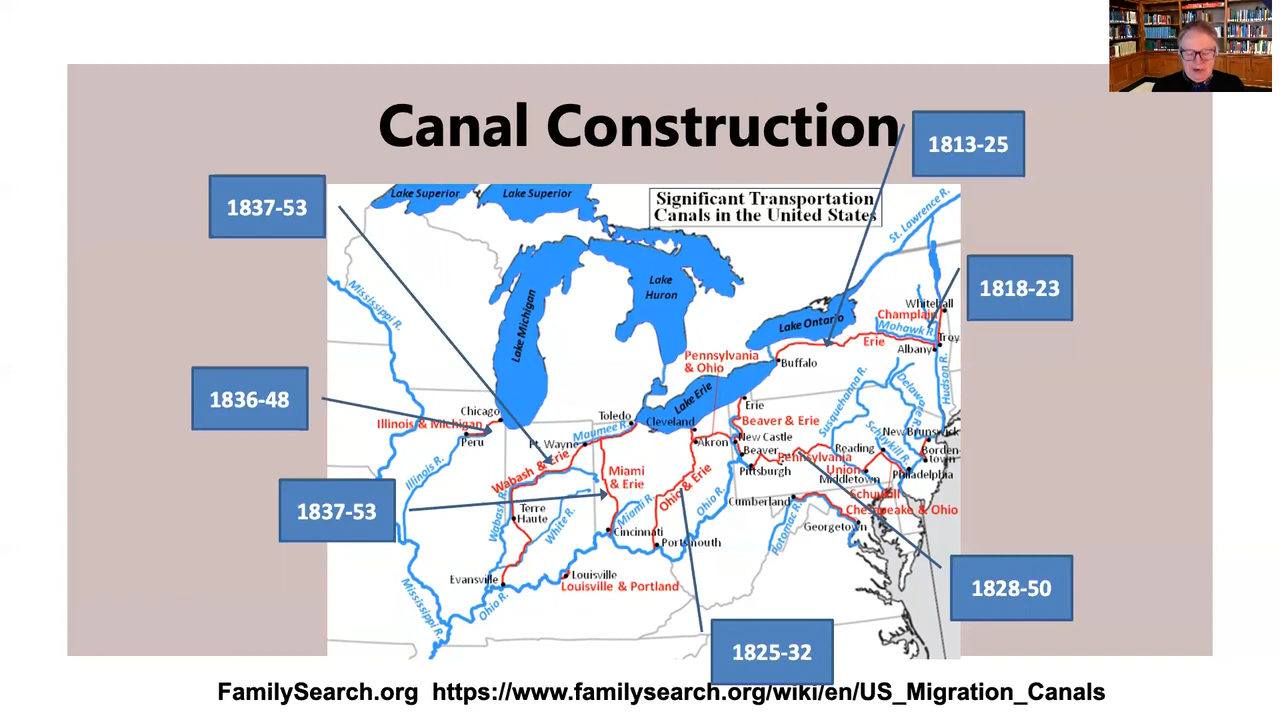 Canal Construction
1813-25
1837-53
1818-23
1836-48
1837-53
1828-50
1825-32
Significant Transportation
Canals in the United States
Lake Superior
Lake Superior
St. Lawrence R.
Lake
Huron
Mississippi R.
Lake Michigan
Lake Ontario
Whitehall
Champlain
Mohawk R.
Troy
Erie
Albany
Hudson R.
Pennsylvania
& Ohio
Buffalo
Lake Erie
Susquehanna R.
Delaware R.
Erie
Chicago
Illinois & Michigan
Peru
Toledo
Maumee R.
Cleveland
Beaver & Erie
Schuylkill R.
New Brunswick
Ft. Wayne
Akron
New Castle
Beaver
Pittsburgh
Pennsylvania
Reading
Borden-
town
Union
Middletown
Philadelphia
Illinois R.
Wabash & Erie
Miami
& Erie
Ohio & Erie
Ohio R.
Cumberland
Schuylkill
Chesapeake & Ohio
Wabash R.
Terre
Haute
White R.
Miami R.
Cincinnati
Portsmouth
Potomac R.
Georgetown
Evansville
Louisville
Louisville & Portland
Mississippi R.
Ohio R.
FamilySearch.org https://www.familysearch.org/wiki/en/US_Migration_Canals